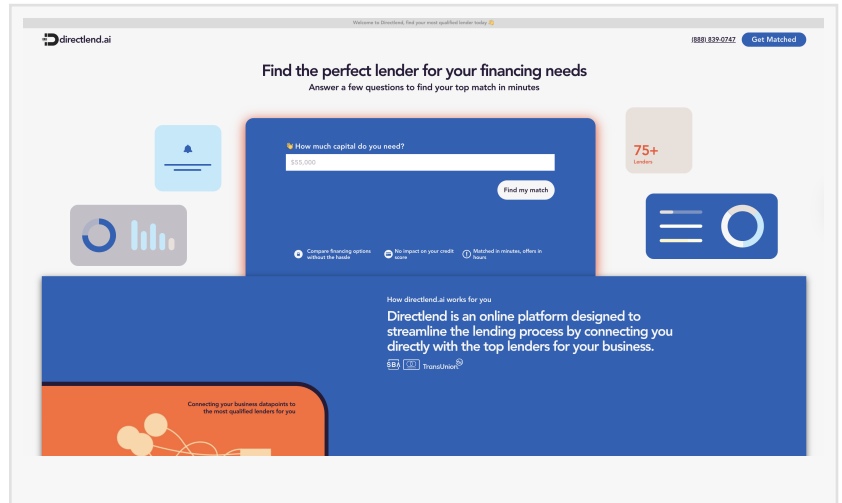 Welcome to Directlend, find your most qualified lender today 👋
directlend.ai
(888) 839-0747
Get Matched
Find the perfect lender for your financing needs
Answer a few questions to find your top match in minutes
👋 How much capital do you need?
$55,000
Find my match
Compare financing options
without the hassle
No impact on your credit
score
Matched in minutes, offers in
hours
75+
Lenders
How directlend.ai works for you
Directlend is an online platform designed to
streamline the lending process by connecting you
directly with the top lenders for your business.
SBA
TransUnion
Connecting your business datapoints to
the most qualified lenders for you